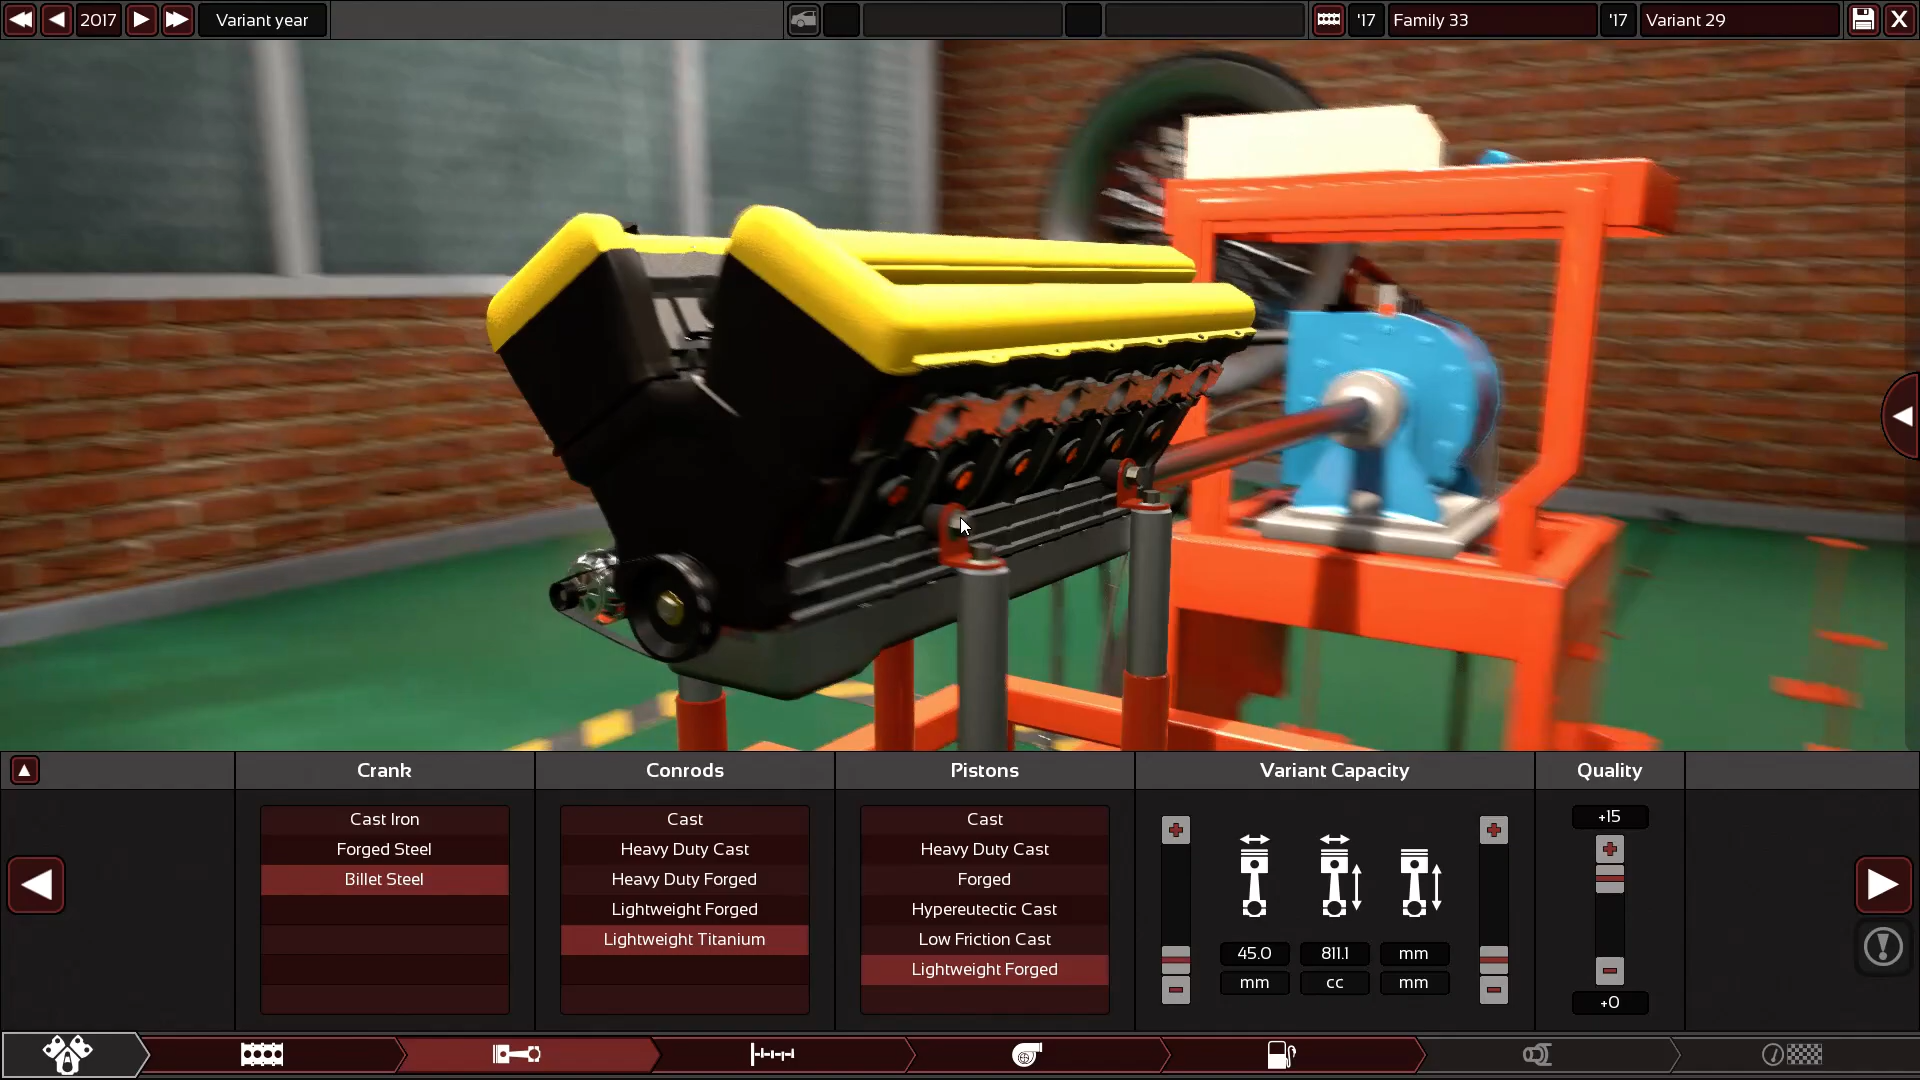 2017
Variant year
'17
Family 33
'17
Variant 29
X
Crank
Conrods
Pistons
Variant Capacity
Quality
Cast Iron
Forged Steel
Billet Steel
Cast
Heavy Duty Cast
Heavy Duty Forged
Lightweight Forged
Lightweight Titanium
Cast
Heavy Duty Cast
Forged
Hypereutectic Cast
Low Friction Cast
Lightweight Forged
45.0
811.1
mm
mm
cc
mm
+15
+0